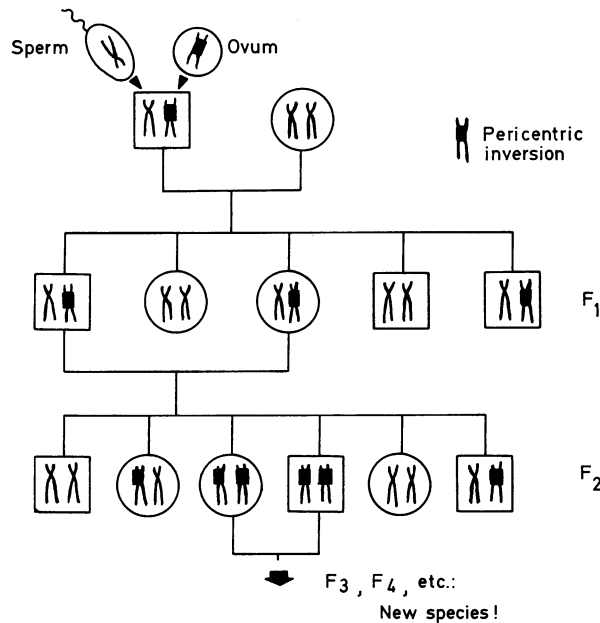 Sperm
Ovum
Pericentric
inversion
F1
F2
F3, F4, etc.:
New species!